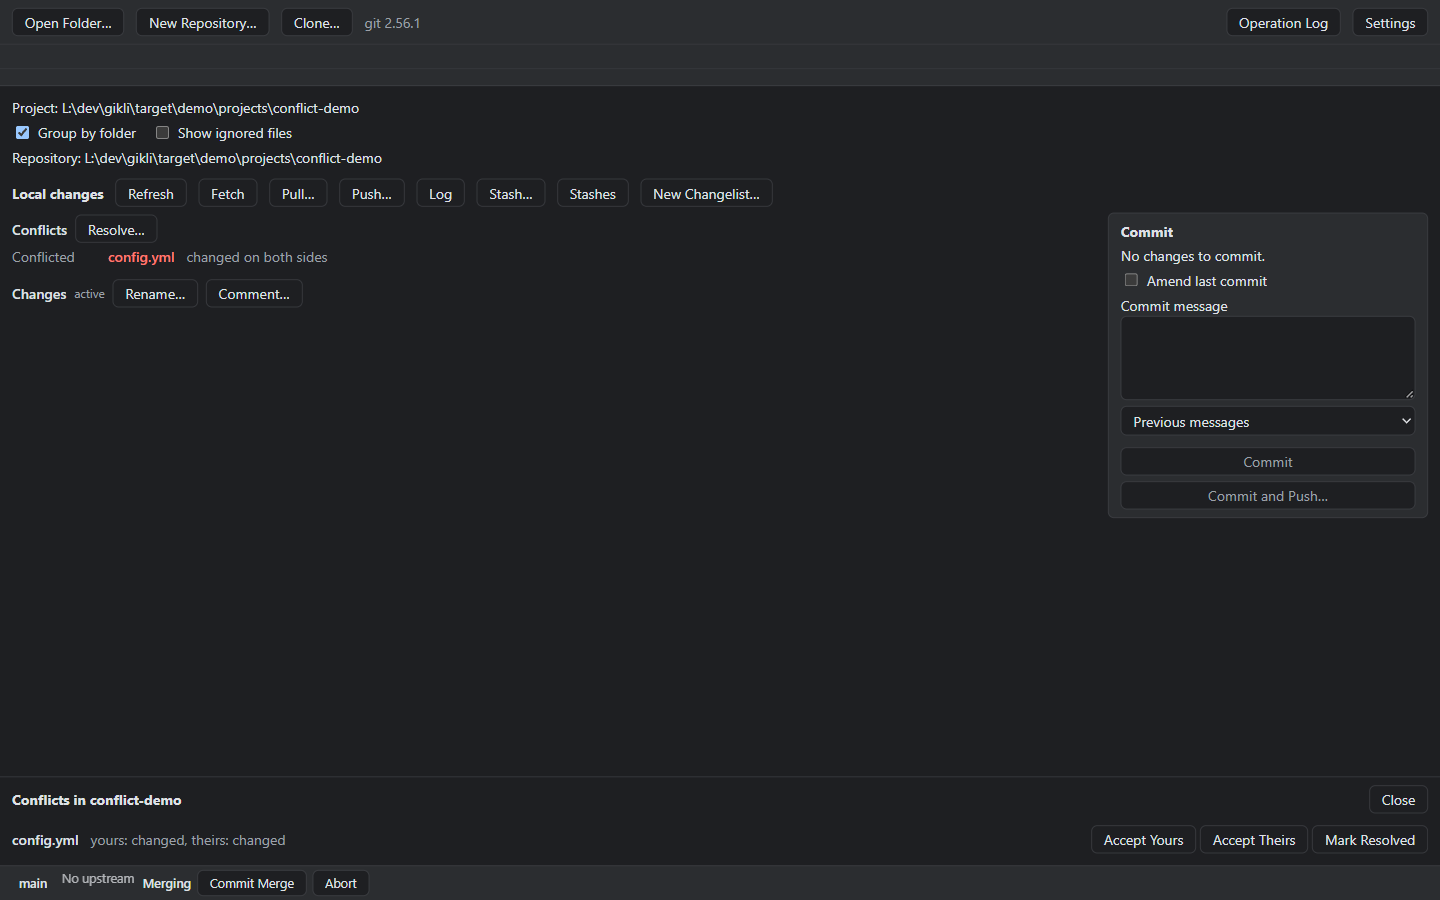 Open Folder... New Repository... Clone... git 2.56.1 Operation Log Settings
Project: L:\dev\gikli\target\demo\projects\conflict-demo
Group by folder Show ignored files
Repository: L:\dev\gikli\target\demo\projects\conflict-demo
Local changes Refresh Fetch Pull... Push... Log Stash... Stashes New Changelist...
Conflicts Resolve...
Conflicted config.yml changed on both sides
Changes active Rename... Comment...
Commit
No changes to commit.
Amend last commit
Commit message
Previous messages
Commit
Commit and Push...
Conflicts in conflict-demo Close
config.yml yours: changed, theirs: changed Accept Yours Accept Theirs Mark Resolved
main No upstream Merging Commit Merge Abort